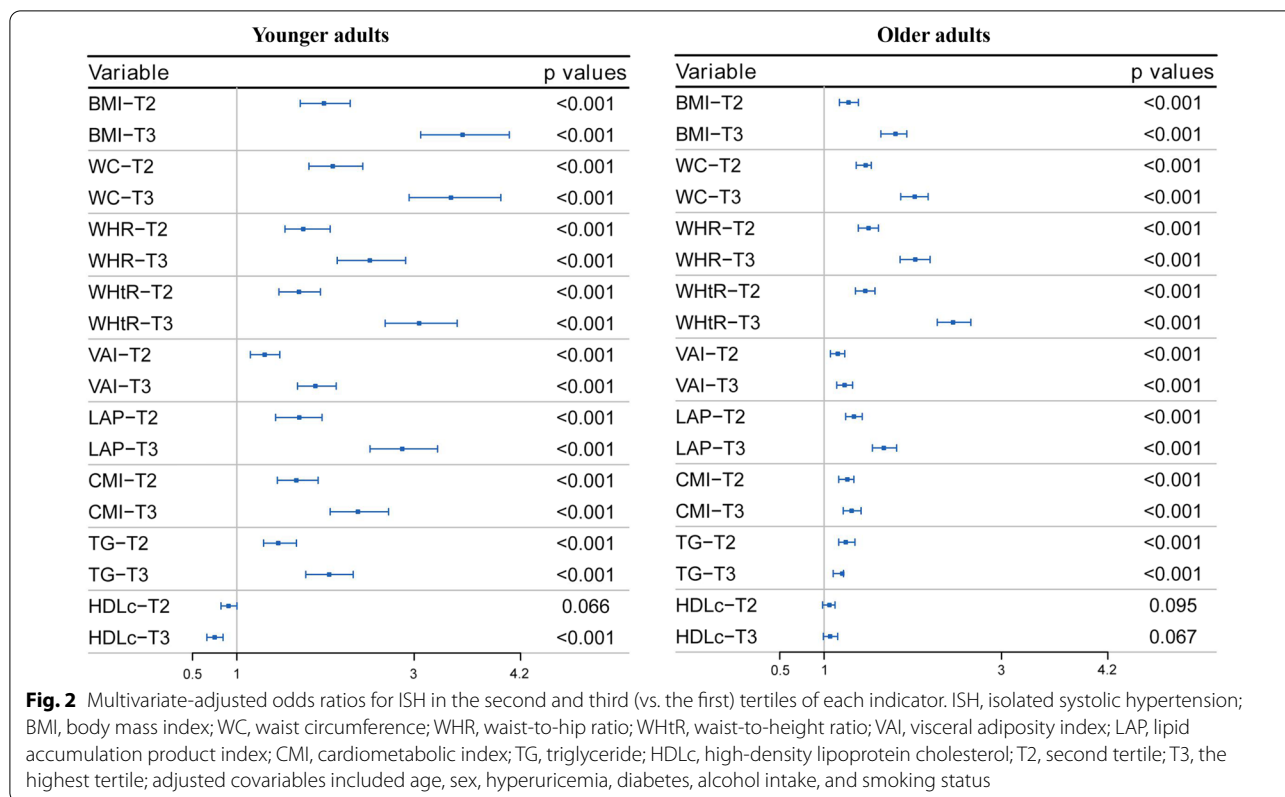 Younger adults
Variable p values
BMI−T2 <0.001
BMI−T3 <0.001
WC−T2 <0.001
WC−T3 <0.001
WHR−T2 <0.001
WHR−T3 <0.001
WHtR−T2 <0.001
WHtR−T3 <0.001
VAI−T2 <0.001
VAI−T3 <0.001
LAP−T2 <0.001
LAP−T3 <0.001
CMI−T2 <0.001
CMI−T3 <0.001
TG−T2 <0.001
TG−T3 <0.001
HDLc−T2 0.066
HDLc−T3 <0.001
0.5 1 3 4.2
Older adults
Variable p values
BMI−T2 <0.001
BMI−T3 <0.001
WC−T2 <0.001
WC−T3 <0.001
WHR−T2 <0.001
WHR−T3 <0.001
WHtR−T2 <0.001
WHtR−T3 <0.001
VAI−T2 <0.001
VAI−T3 <0.001
LAP−T2 <0.001
LAP−T3 <0.001
CMI−T2 <0.001
CMI−T3 <0.001
TG−T2 <0.001
TG−T3 <0.001
HDLc−T2 0.095
HDLc−T3 0.067
0.5 1 3 4.2
Fig. 2 Multivariate-adjusted odds ratios for ISH in the second and third (vs. the first) tertiles of each indicator. ISH, isolated systolic hypertension;
BMI, body mass index; WC, waist circumference; WHR, waist-to-hip ratio; WHtR, waist-to-height ratio; VAI, visceral adiposity index; LAP, lipid
accumulation product index; CMI, cardiometabolic index; TG, triglyceride; HDLc, high-density lipoprotein cholesterol; T2, second tertile; T3, the
highest tertile; adjusted covariables included age, sex, hyperuricemia, diabetes, alcohol intake, and smoking status